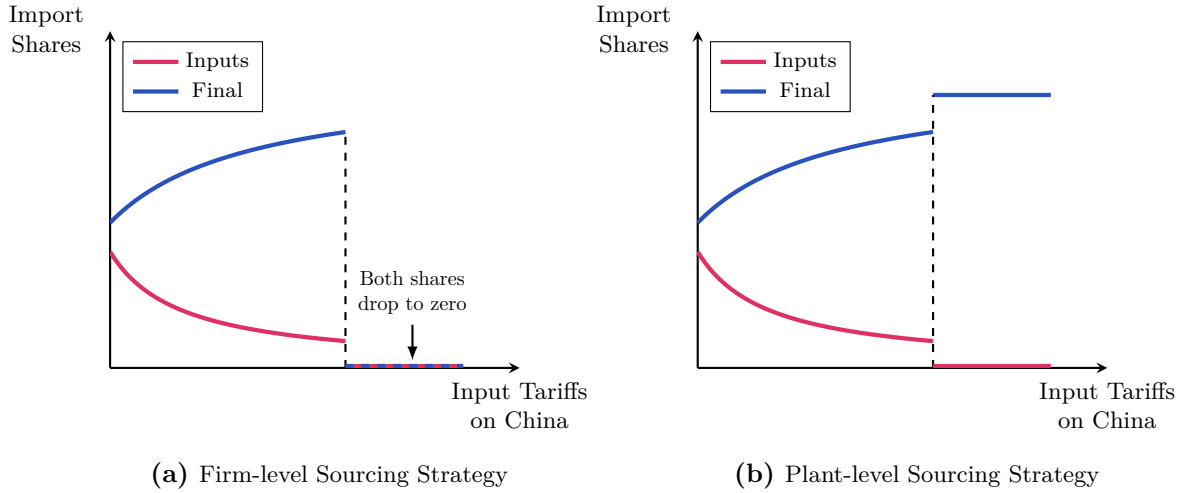 Import
Shares
Inputs
Final
Both shares
drop to zero
Input Tariffs
on China
(a) Firm-level Sourcing Strategy
Import
Shares
Inputs
Final
Input Tariffs
on China
(b) Plant-level Sourcing Strategy